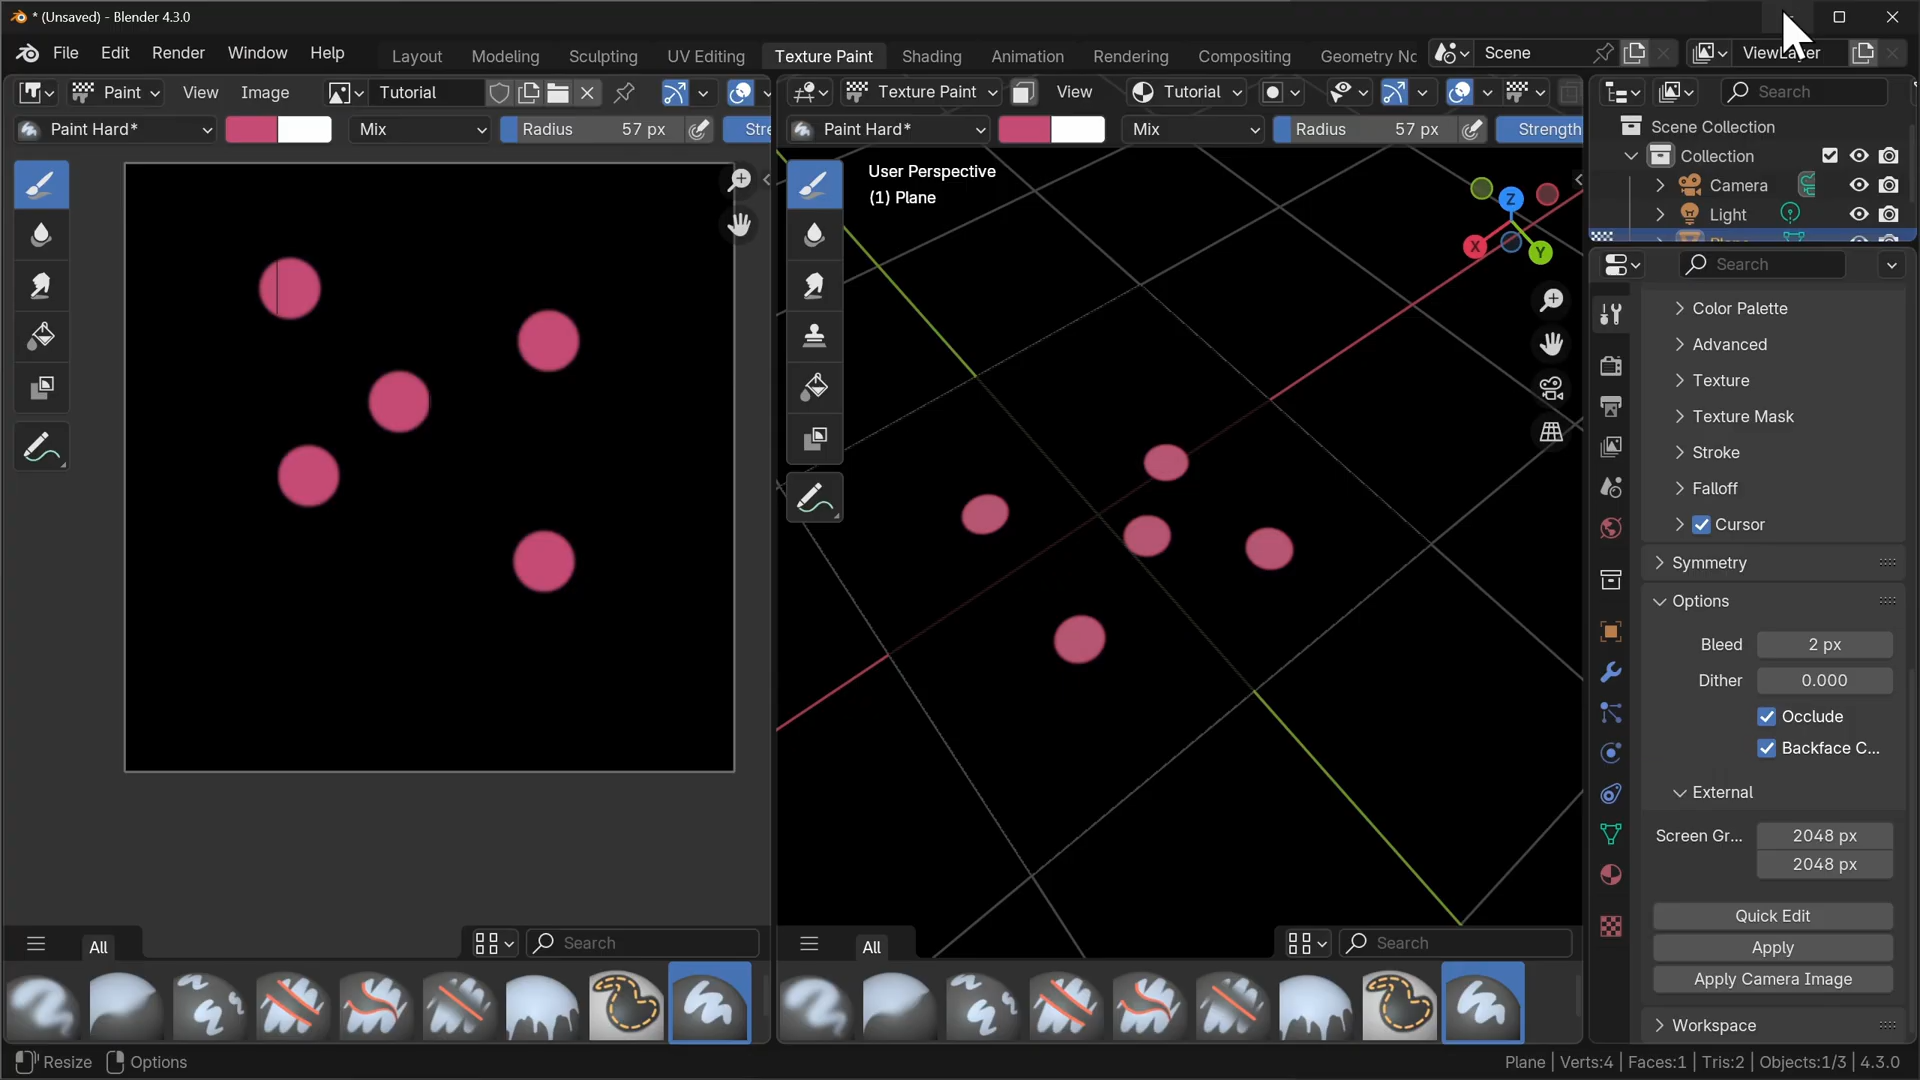 * (Unsaved) - Blender 4.3.0
File Edit Render Window Help Layout Modeling Sculpting UV Editing Texture Paint Shading Animation Rendering Compositing Geometry No Scene ViewLayer
Paint View Image Tutorial
Texture Paint View Tutorial
Search
Paint Hard* Mix Radius 57 px Stre
Paint Hard* Mix Radius 57 px Strength
Scene Collection
Collection
Camera
Light
User Perspective
(1) Plane
Z
X
Y
Search
Color Palette
Advanced
Texture
Texture Mask
Stroke
Falloff
Cursor
Symmetry
Options
Bleed 2 px
Dither 0.000
Occlude
Backface C...
External
Screen Gr... 2048 px
2048 px
Quick Edit
Apply
Apply Camera Image
Workspace
All Search
All Search
Resize Options
Plane | Verts:4 | Faces:1 | Tris:2 | Objects:1/3 | 4.3.0